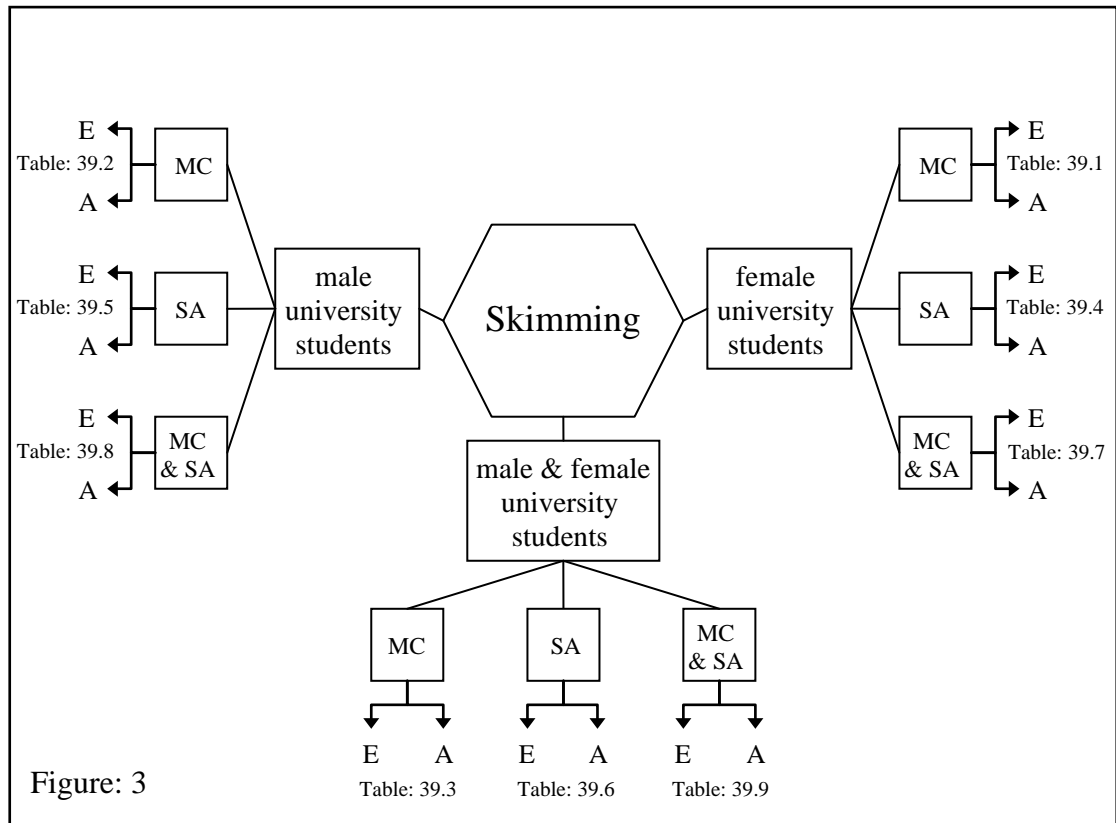 E
Table: 39.2
A
MC
E
Table: 39.5
A
SA
E
Table: 39.8
A
MC
& SA
male
university
students
Skimming
female
university
students
MC
E
Table: 39.1
A
SA
E
Table: 39.4
A
MC
& SA
E
Table: 39.7
A
male & female
university
students
MC
SA
MC
& SA
E A E A E A
Table: 39.3 Table: 39.6 Table: 39.9
Figure: 3